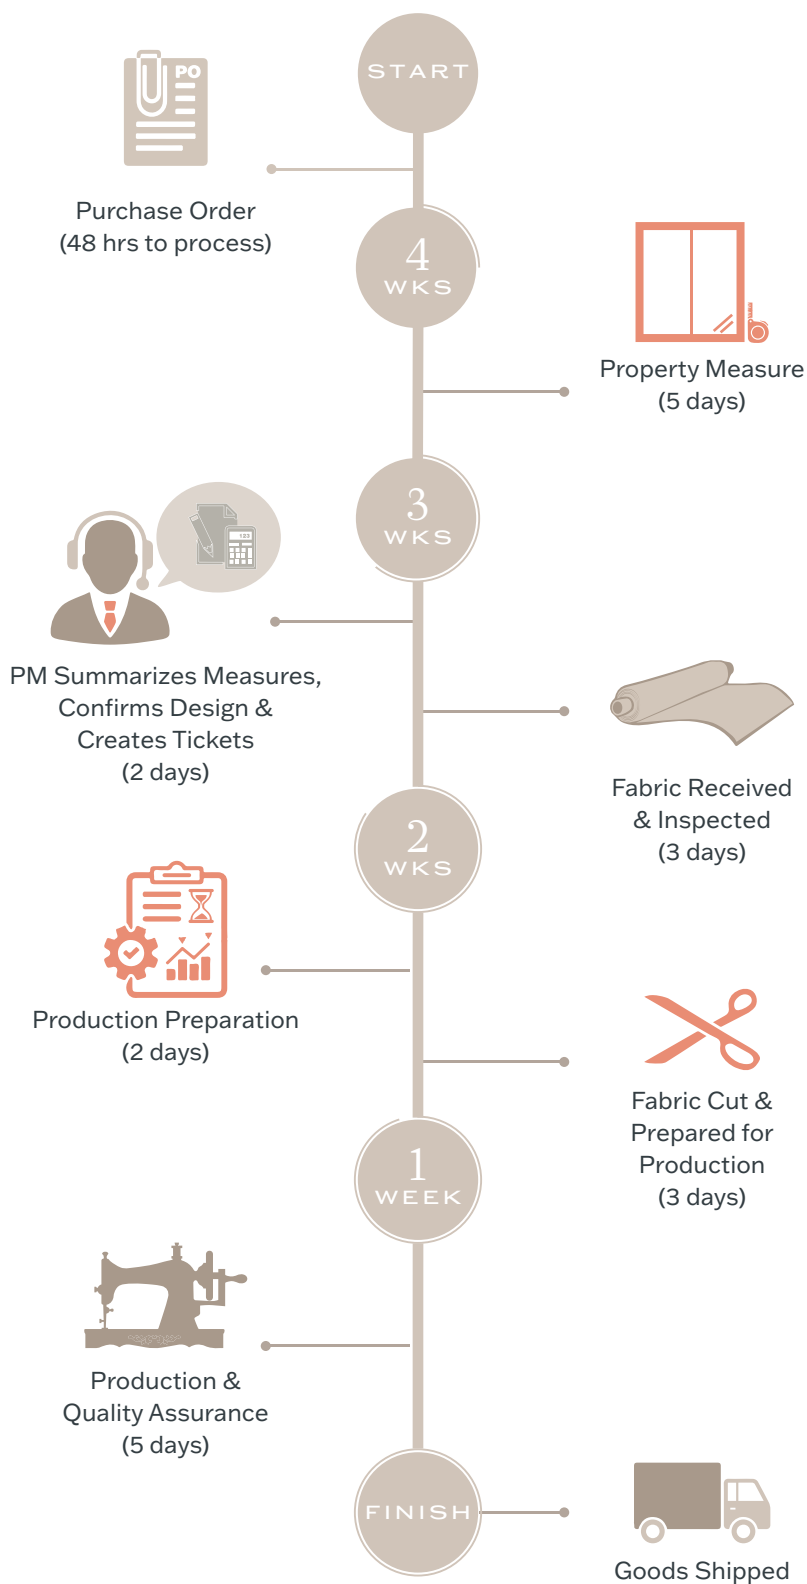 START
PO
Purchase Order
(48 hrs to process)
4
WKS
Property Measure
(5 days)
3
WKS
123
PM Summarizes Measures,
Confirms Design &
Creates Tickets
(2 days)
Fabric Received
& Inspected
(3 days)
2
WKS
Production Preparation
(2 days)
Fabric Cut &
Prepared for
Production
(3 days)
1
WEEK
Production &
Quality Assurance
(5 days)
FINISH
Goods Shipped